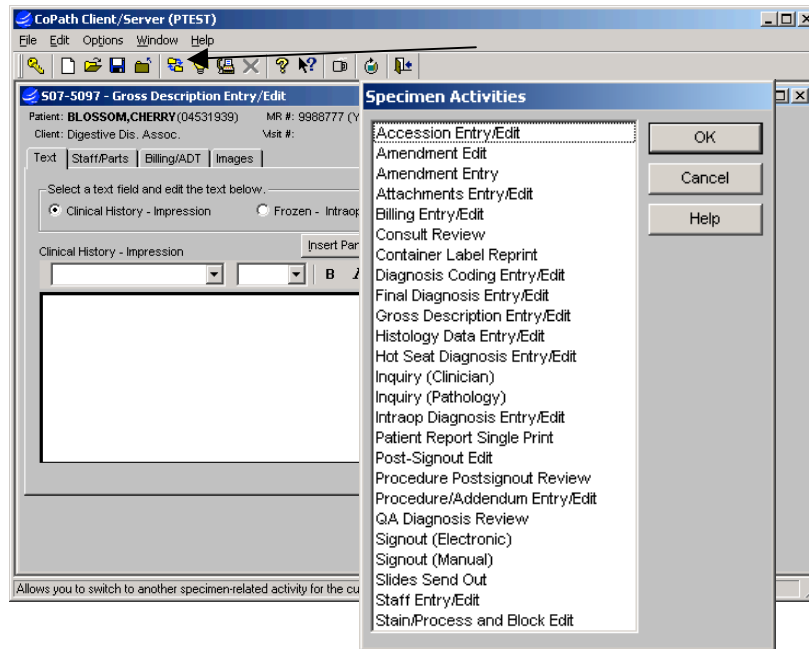 CoPath Client/Server (PTEST)
File Edit Options Window Help
S07-5097 - Gross Description Entry/Edit
Patient: BLOSSOM,CHERRY(04531939) MR #: 9988777 (Y
Client: Digestive Dis. Assoc. Visit #:
Text Staff/Parts Billing/ADT Images
Select a text field and edit the text below.
Clinical History - Impression Frozen - Intraop
Clinical History - Impression Insert Par
B I
Allows you to switch to another specimen-related activity for the cu
Specimen Activities
Accession Entry/Edit
Amendment Edit
Amendment Entry
Attachments Entry/Edit
Billing Entry/Edit
Consult Review
Container Label Reprint
Diagnosis Coding Entry/Edit
Final Diagnosis Entry/Edit
Gross Description Entry/Edit
Histology Data Entry/Edit
Hot Seat Diagnosis Entry/Edit
Inquiry (Clinician)
Inquiry (Pathology)
Intraop Diagnosis Entry/Edit
Patient Report Single Print
Post-Signout Edit
Procedure Postsignout Review
Procedure/Addendum Entry/Edit
QA Diagnosis Review
Signout (Electronic)
Signout (Manual)
Slides Send Out
Staff Entry/Edit
Stain/Process and Block Edit
OK
Cancel
Help